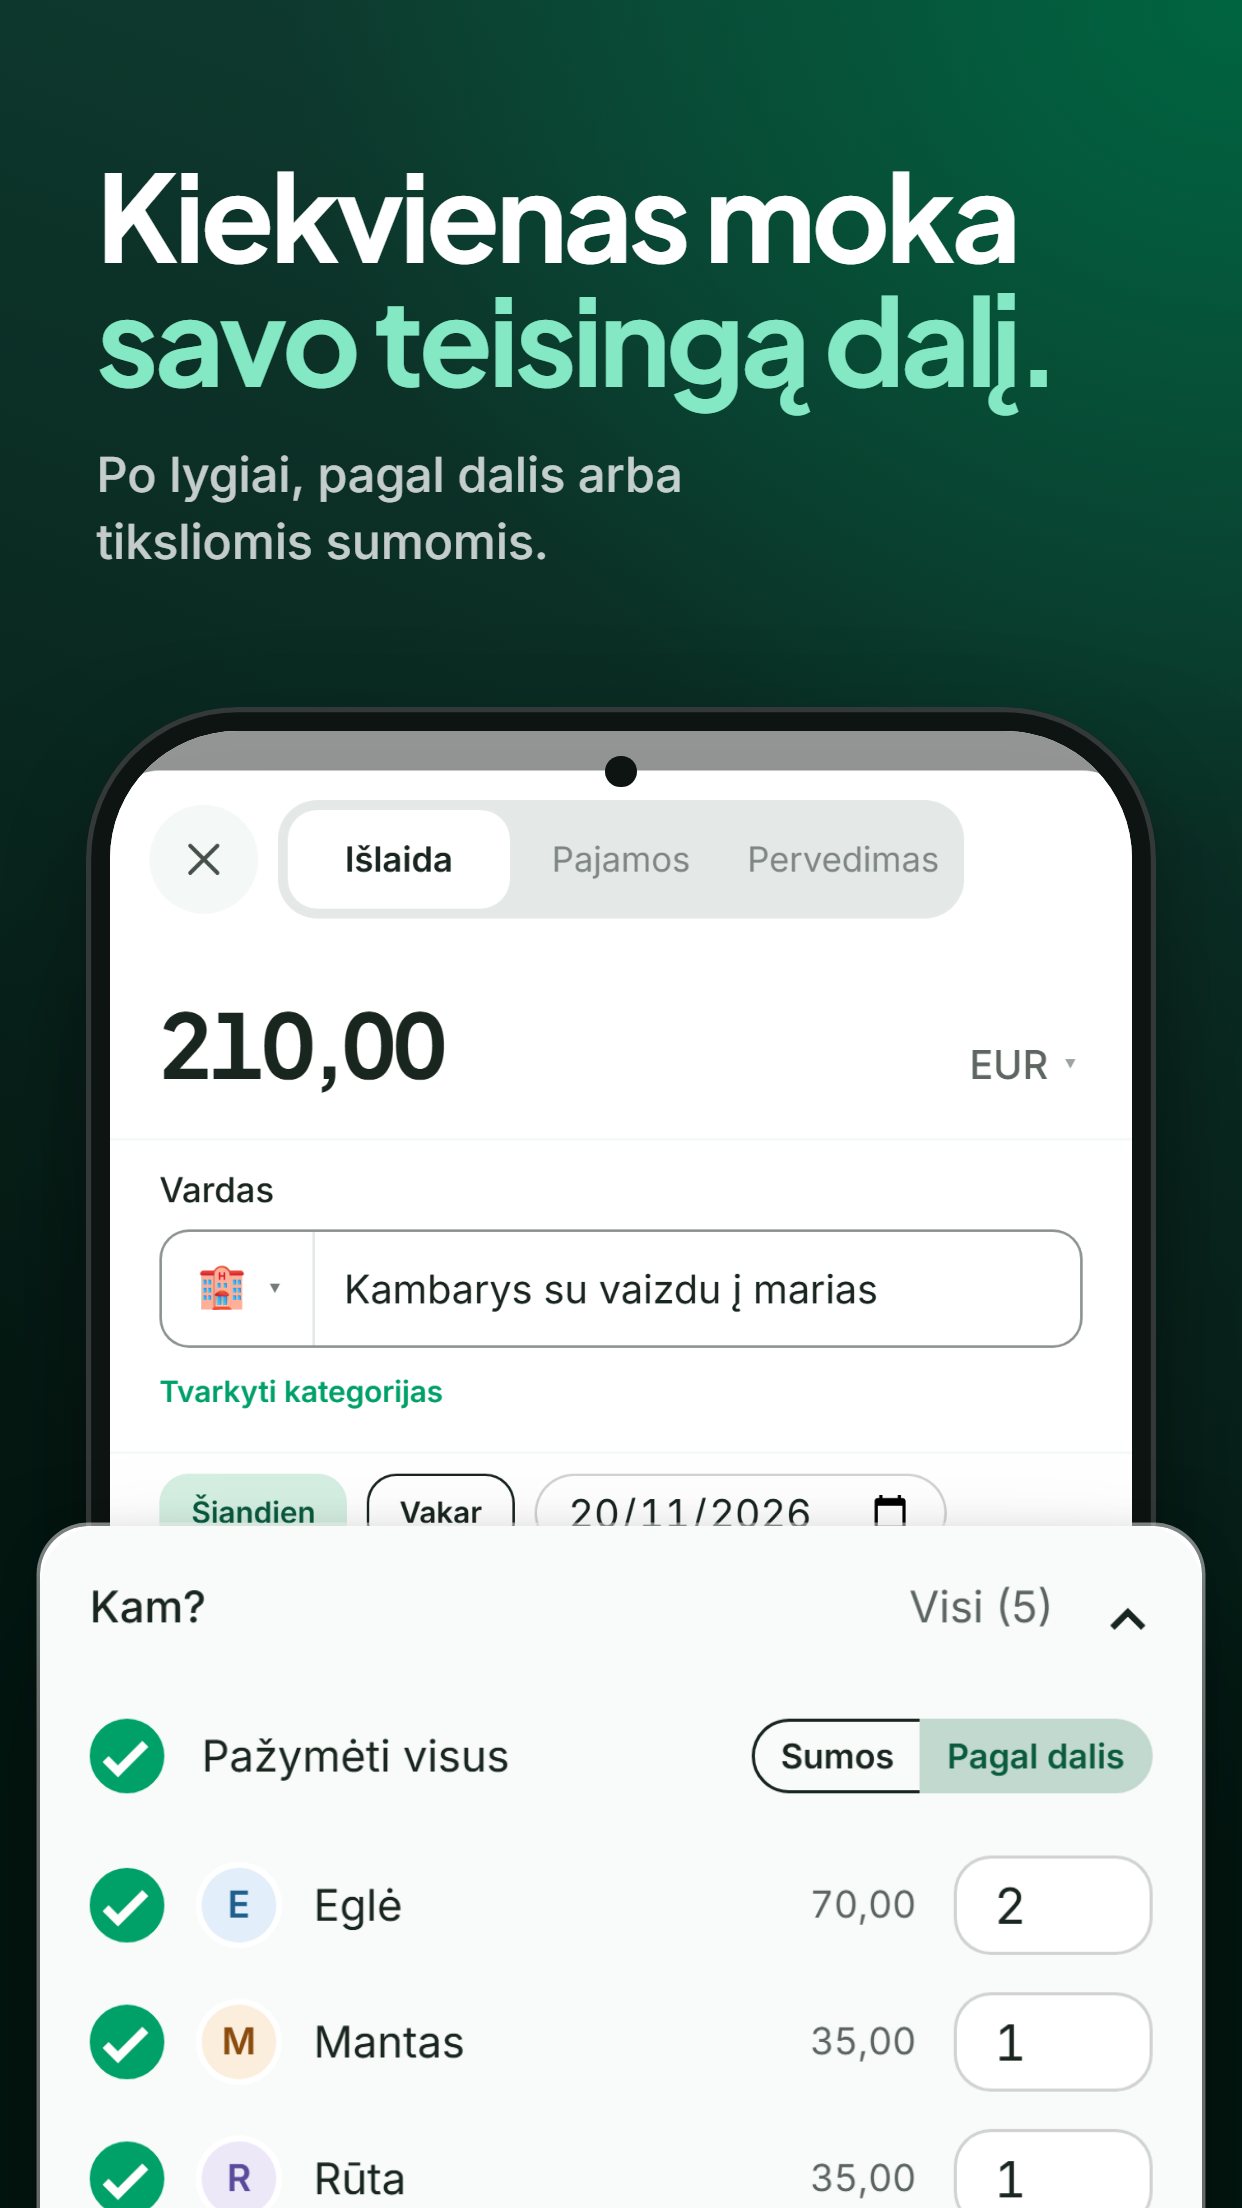 Kiekvienas moka
savo teisingą dalį.
Po lygiai, pagal dalis arba
tiksliomis sumomis.
Išlaida Pajamos Pervedimas
210,00 EUR
Vardas
Kambarys su vaizdu į marias
Tvarkyti kategorijas
Šiandien Vakar 20/11/2026
Kam? Visi (5)
Pažymėti visus Sumos Pagal dalis
E Eglė 70,00 2
M Mantas 35,00 1
R Rūta 35,00 1